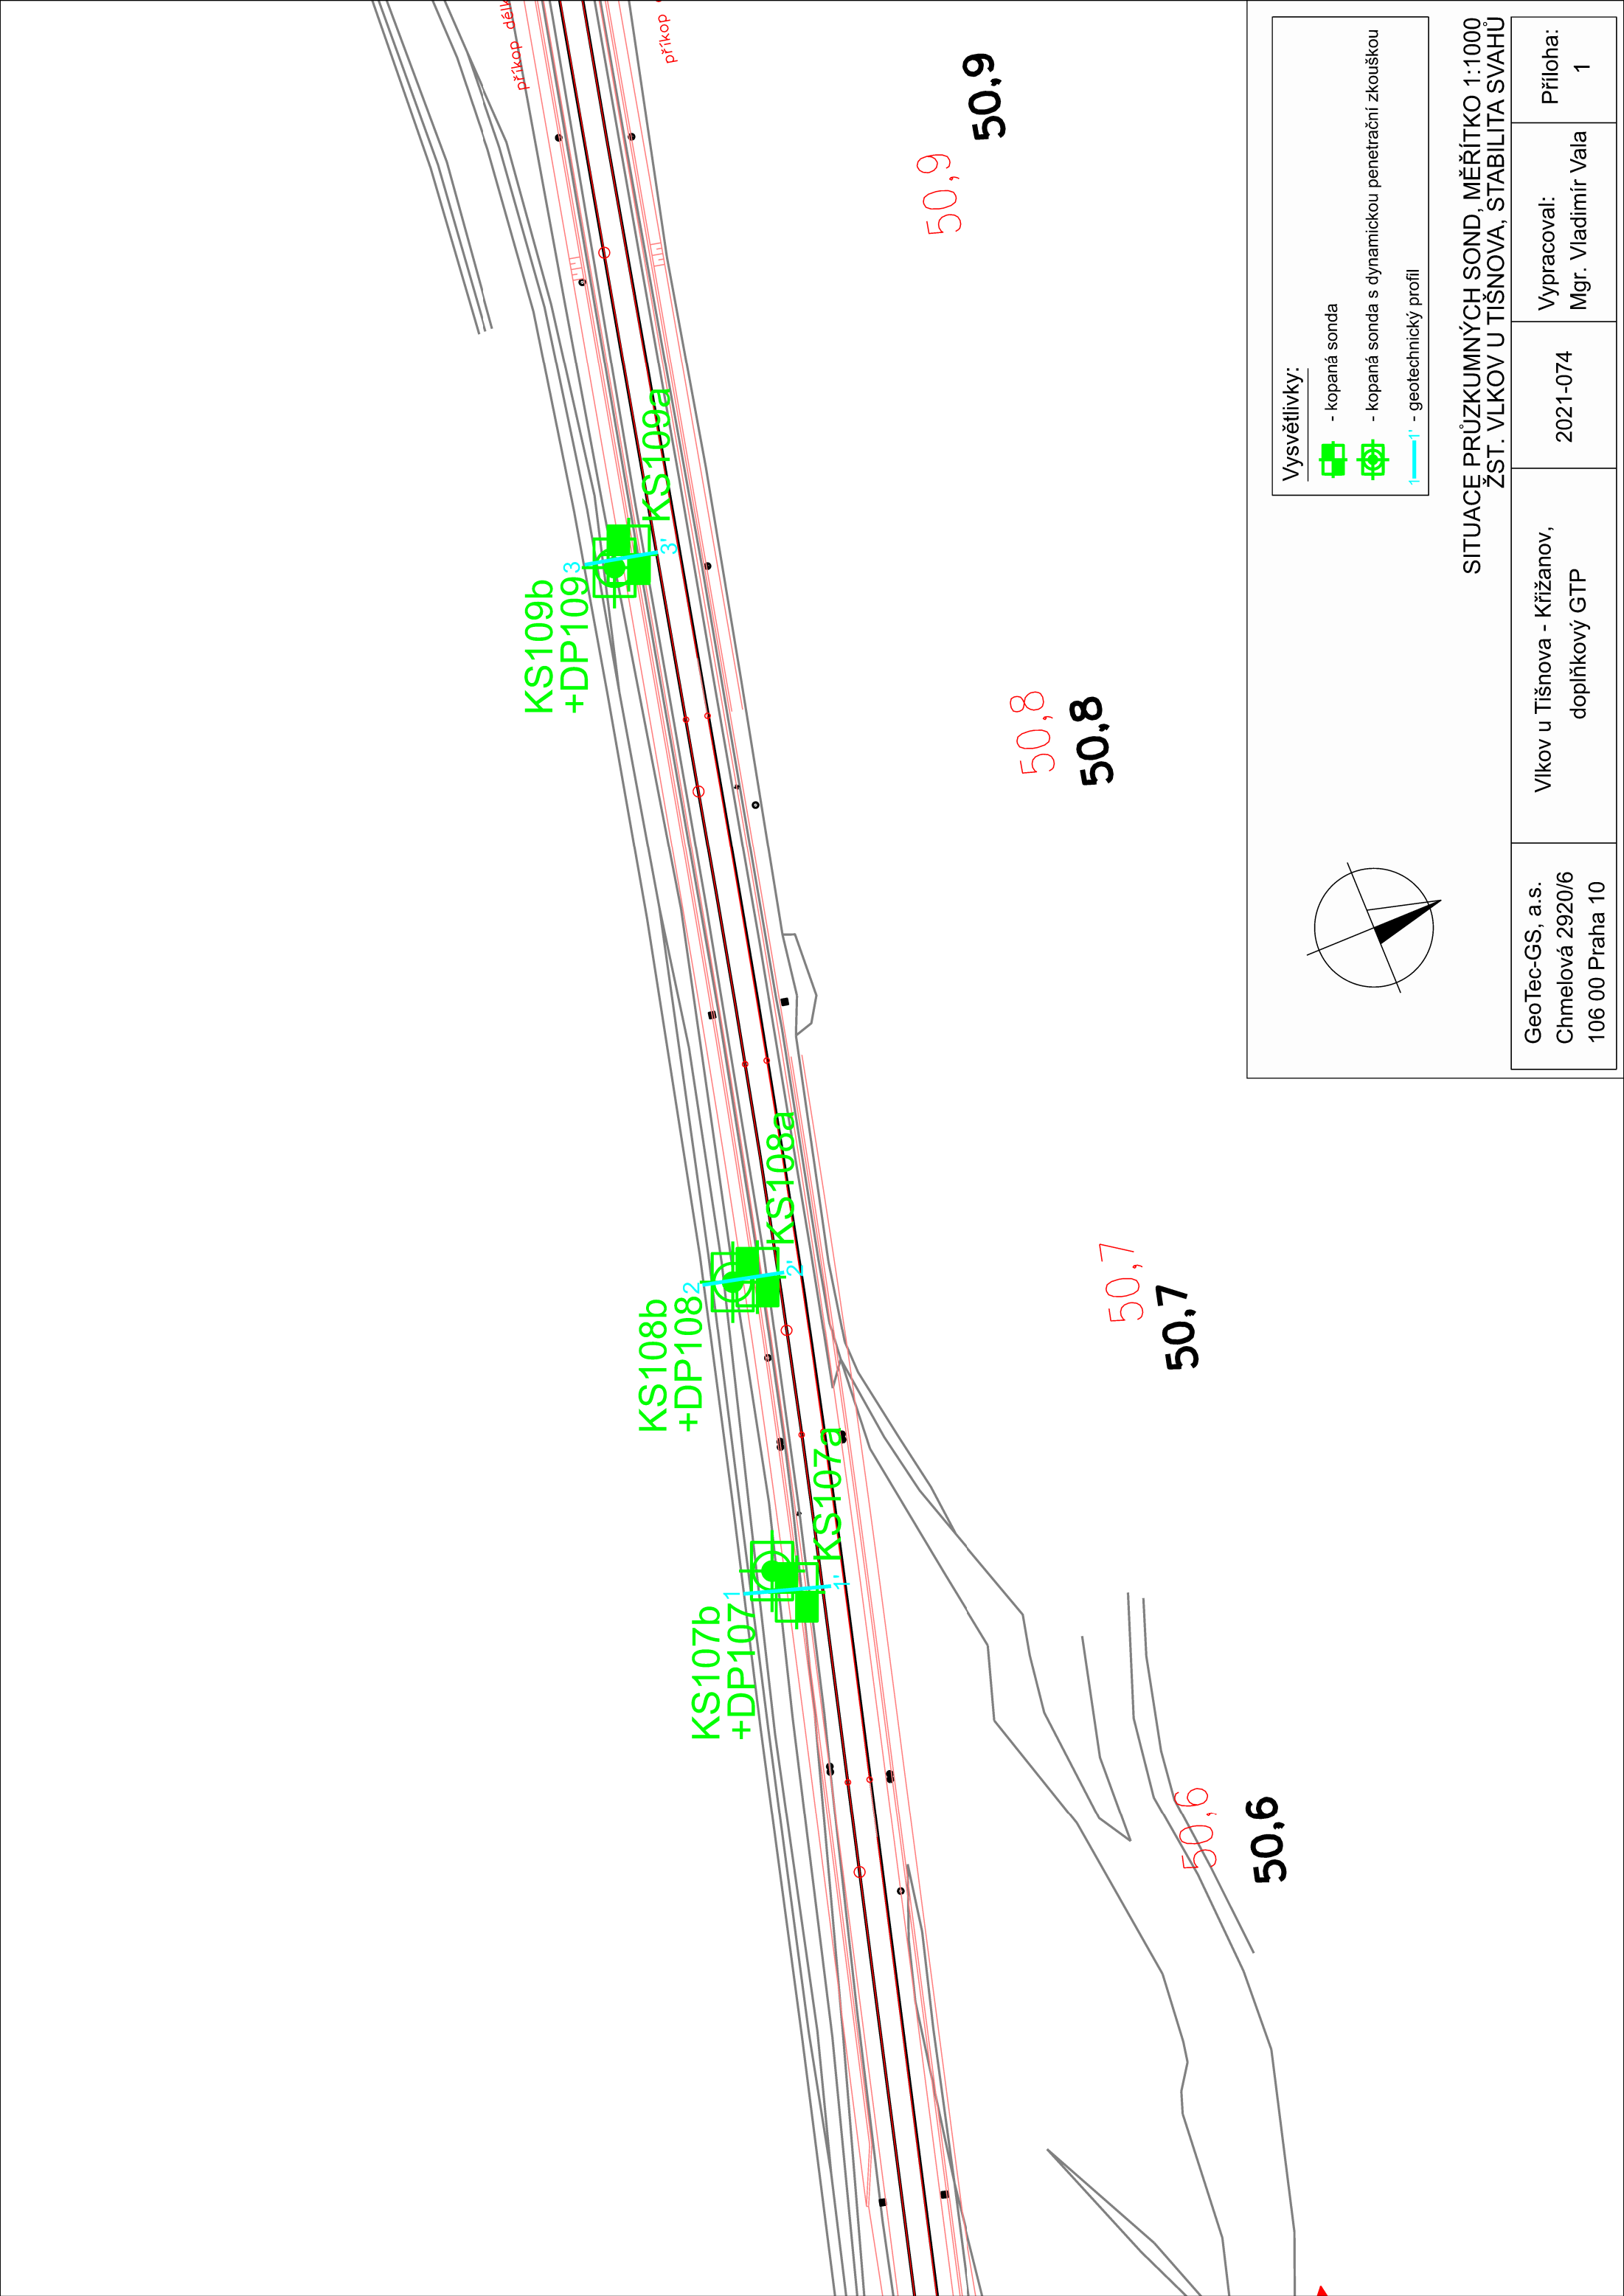 příkop délk
příkop
50,9
50,9
KS109a
KS109b
+DP109
3
3'
50,8
50,8
KS108a
KS108b
+DP108
2
2'
50,7
50,7
KS107a
KS107b
+DP107
1
1'
50,6
50,6
Vysvětlivky:
- kopaná sonda
- kopaná sonda s dynamickou penetrační zkouškou
1 1' - geotechnický profil
SITUACE PRŮZKUMNÝCH SOND, MĚŘÍTKO 1:1000
ŽST. VLKOV U TIŠNOVA, STABILITA SVAHŮ
GeoTec-GS, a.s.
Chmelová 2920/6
106 00 Praha 10
Vlkov u Tišnova - Křižanov,
doplňkový GTP
2021-074
Vypracoval:
Mgr. Vladimír Vala
Příloha:
1